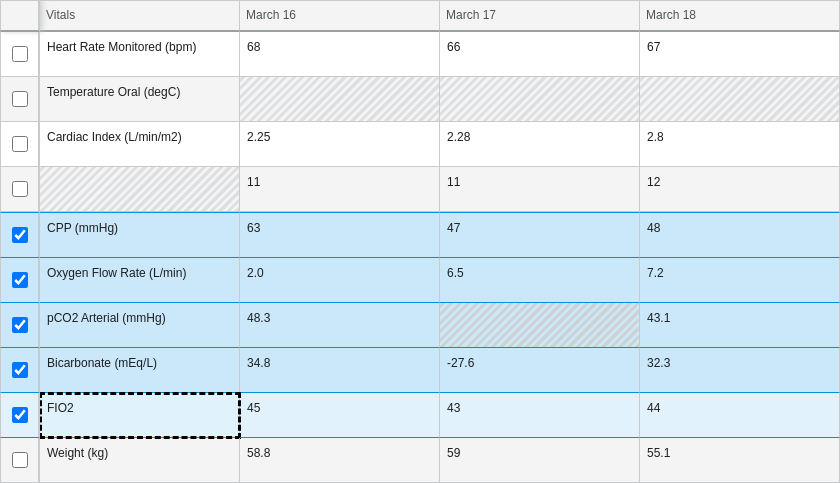 Vitals March 16 March 17 March 18
Heart Rate Monitored (bpm) 68 66 67
Temperature Oral (degC)
Cardiac Index (L/min/m2) 2.25 2.28 2.8
11 11 12
CPP (mmHg) 63 47 48
Oxygen Flow Rate (L/min) 2.0 6.5 7.2
pCO2 Arterial (mmHg) 48.3 43.1
Bicarbonate (mEq/L) 34.8 -27.6 32.3
FIO2 45 43 44
Weight (kg) 58.8 59 55.1